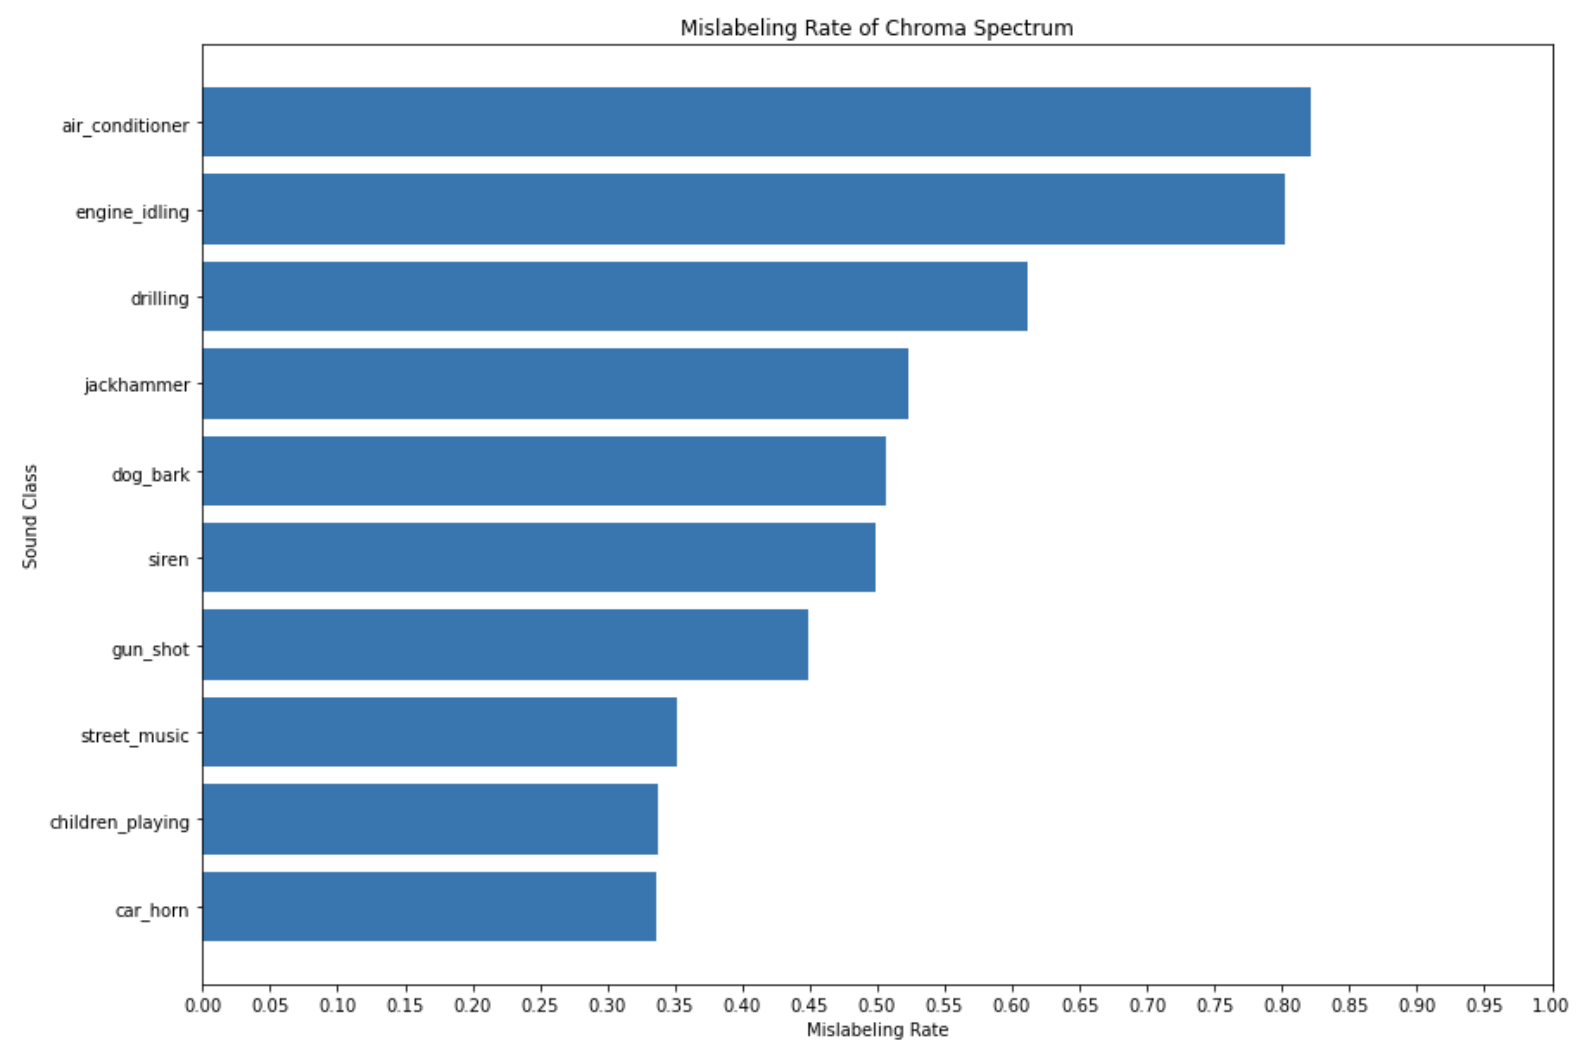 Mislabeling Rate of Chroma Spectrum
air_conditioner
engine_idling
drilling
jackhammer
dog_bark
siren
gun_shot
street_music
children_playing
car_horn
Sound Class
0.00 0.05 0.10 0.15 0.20 0.25 0.30 0.35 0.40 0.45 0.50 0.55 0.60 0.65 0.70 0.75 0.80 0.85 0.90 0.95 1.00
Mislabeling Rate